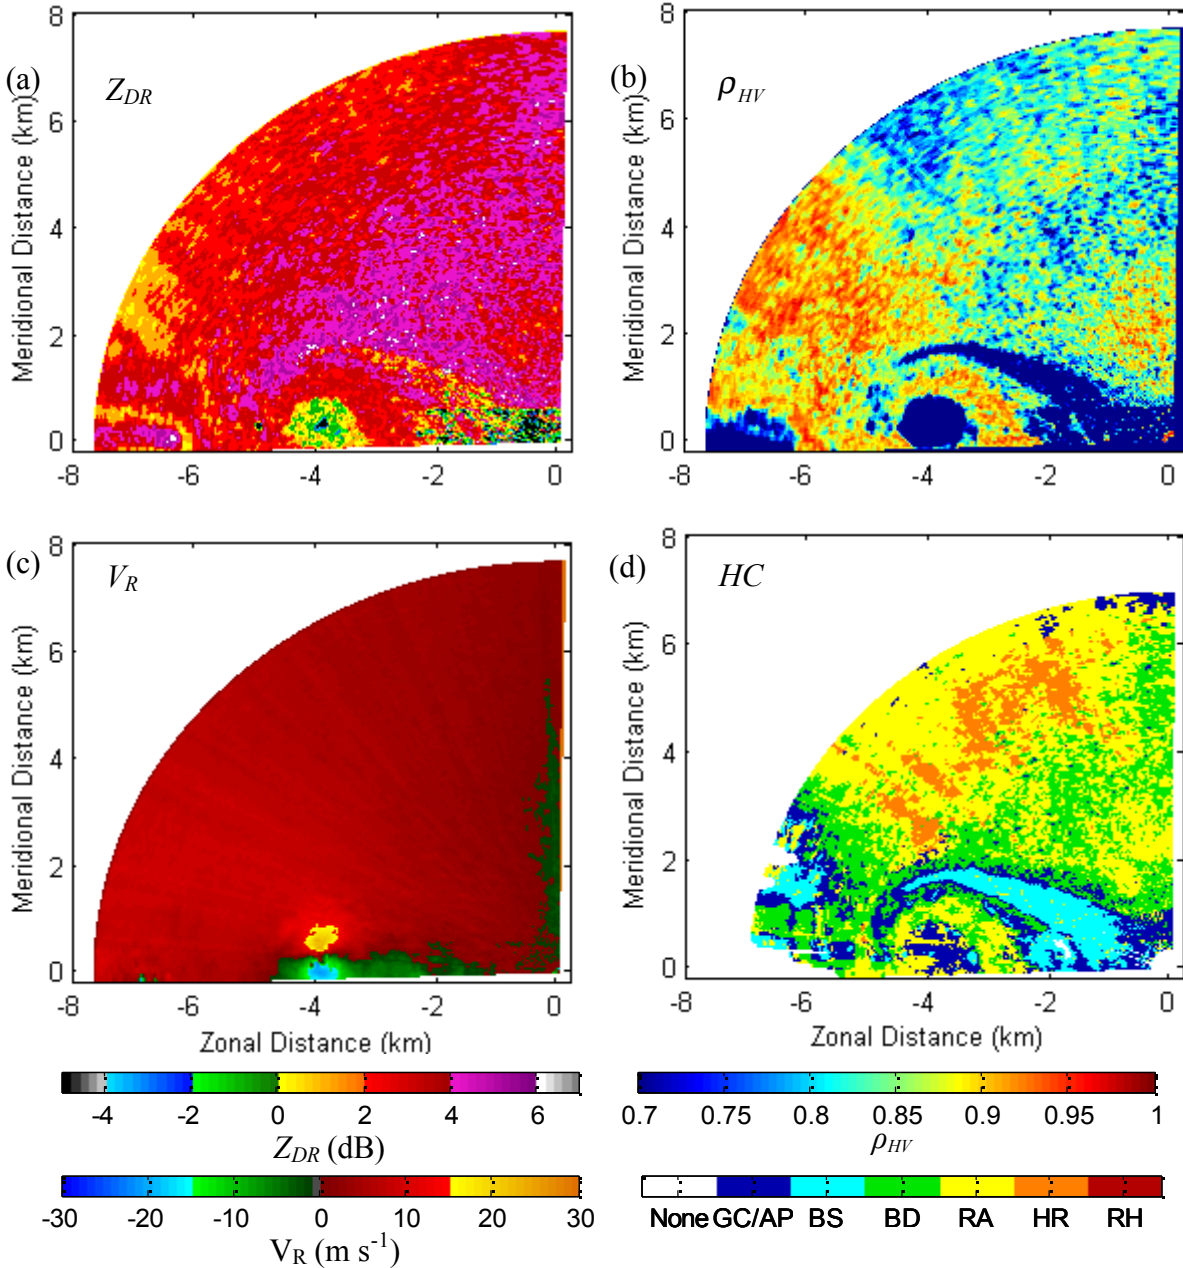 (a)
Z_DR
Meridional Distance (km)
8
6
4
2
0
-8
-6
-4
-2
0
(b)
ρ_HV
Meridional Distance (km)
8
6
4
2
0
-8
-6
-4
-2
0
(c)
V_R
Meridional Distance (km)
8
6
4
2
0
-8
-6
-4
-2
0
Zonal Distance (km)
(d)
HC
Meridional Distance (km)
8
6
4
2
0
-8
-6
-4
-2
0
Zonal Distance (km)
-4 -2 0 2 4 6
Z_DR (dB)
0.7 0.75 0.8 0.85 0.9 0.95 1
ρ_HV
-30 -20 -10 0 10 20 30
V_R (m s^-1)
None GC/AP BS BD RA HR RH